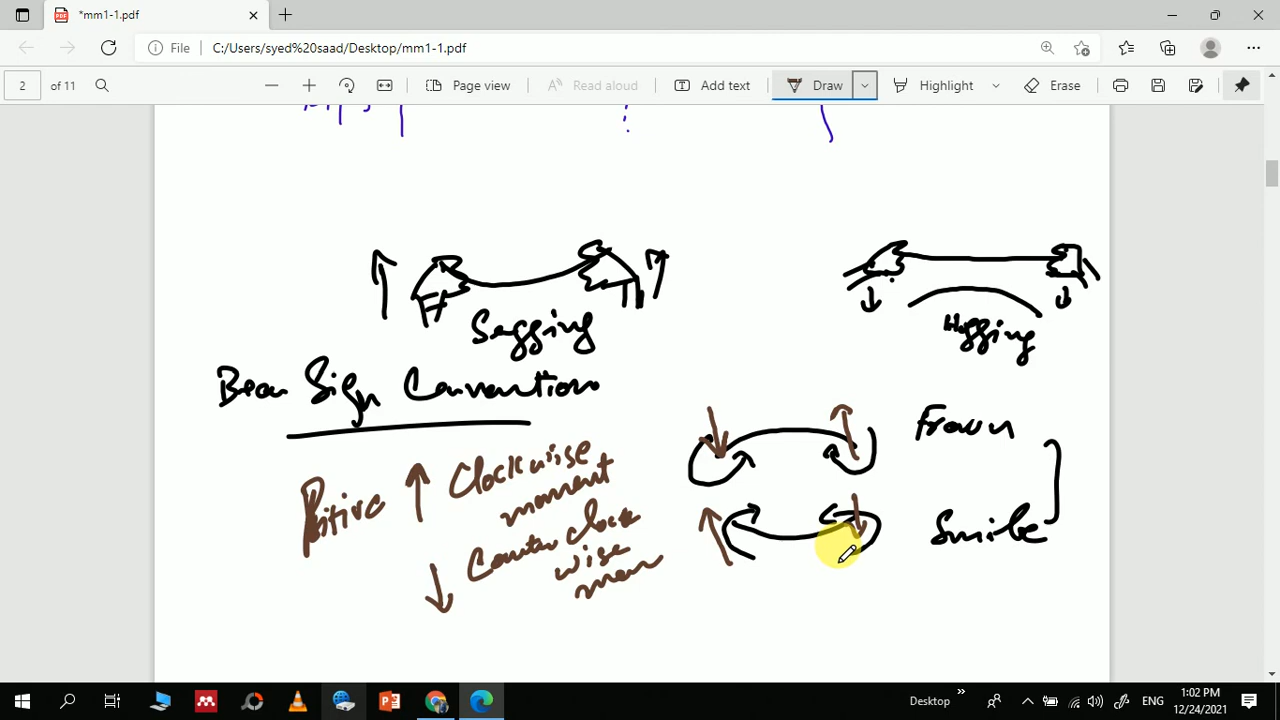 *mm1-1.pdf
File C:/Users/syed%20saad/Desktop/mm1-1.pdf
2 of 11 Page view Read aloud Add text Draw Highlight Erase
Sagging
Hogging
Beam Sign Convention
Frown
Positive Clockwise
moment
Smile
Counter clock
wise
mom
Desktop ENG 1:02 PM
12/24/2021